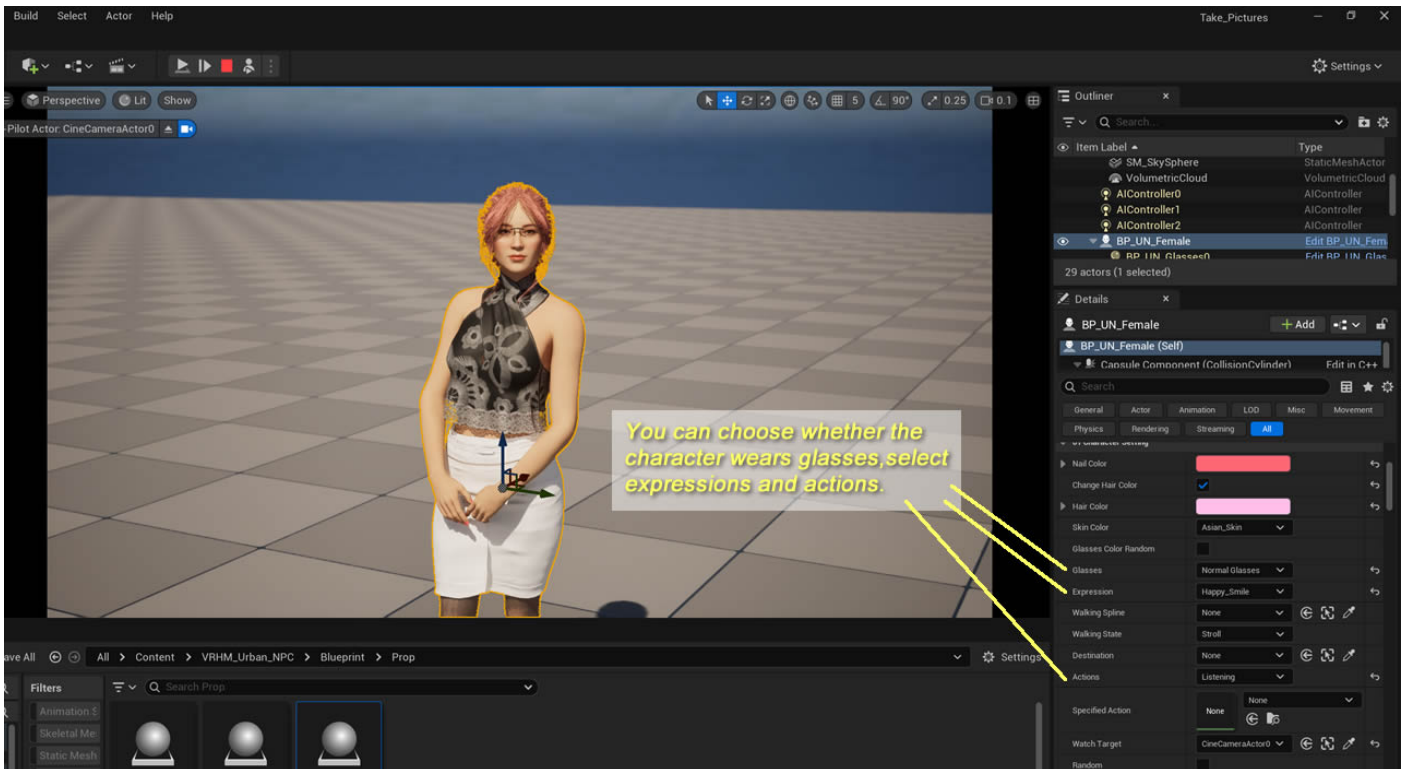 Build Select Actor Help
Take_Pictures
Settings
Perspective Lit Show
5 90° 0.25 0.1
Outliner
Pilot Actor: CineCameraActor0
Search...
Item Label Type
SM_SkySphere StaticMeshActor
VolumetricCloud VolumetricCloud
AIController0 AIController
AIController1 AIController
AIController2 AIController
BP_UN_Female Edit BP_UN_Fem
BP_UN_Glasses0 Edit BP_UN_Glas
29 actors (1 selected)
Details
BP_UN_Female + Add
BP_UN_Female (Self)
Capsule Component (CollisionCylinder) Edit in C++
Search
General Actor Animation LOD Misc Movement
Physics Rendering Streaming All
01 Character Setting
Nail Color
Change Hair Color
Hair Color
Skin Color Asian_Skin
Glasses Color Random
Glasses Normal Glasses
Expression Happy_Smile
Walking Spline None
Walking State Stroll
Destination None
Actions Listening
Specified Action None None
Watch Target CineCameraActor0
Random
You can choose whether the
character wears glasses,select
expressions and actions.
ave All All > Content > VRHM_Urban_NPC > Blueprint > Prop Settings
Filters Search Prop
Animation S
Skeletal Me
Static Mesh